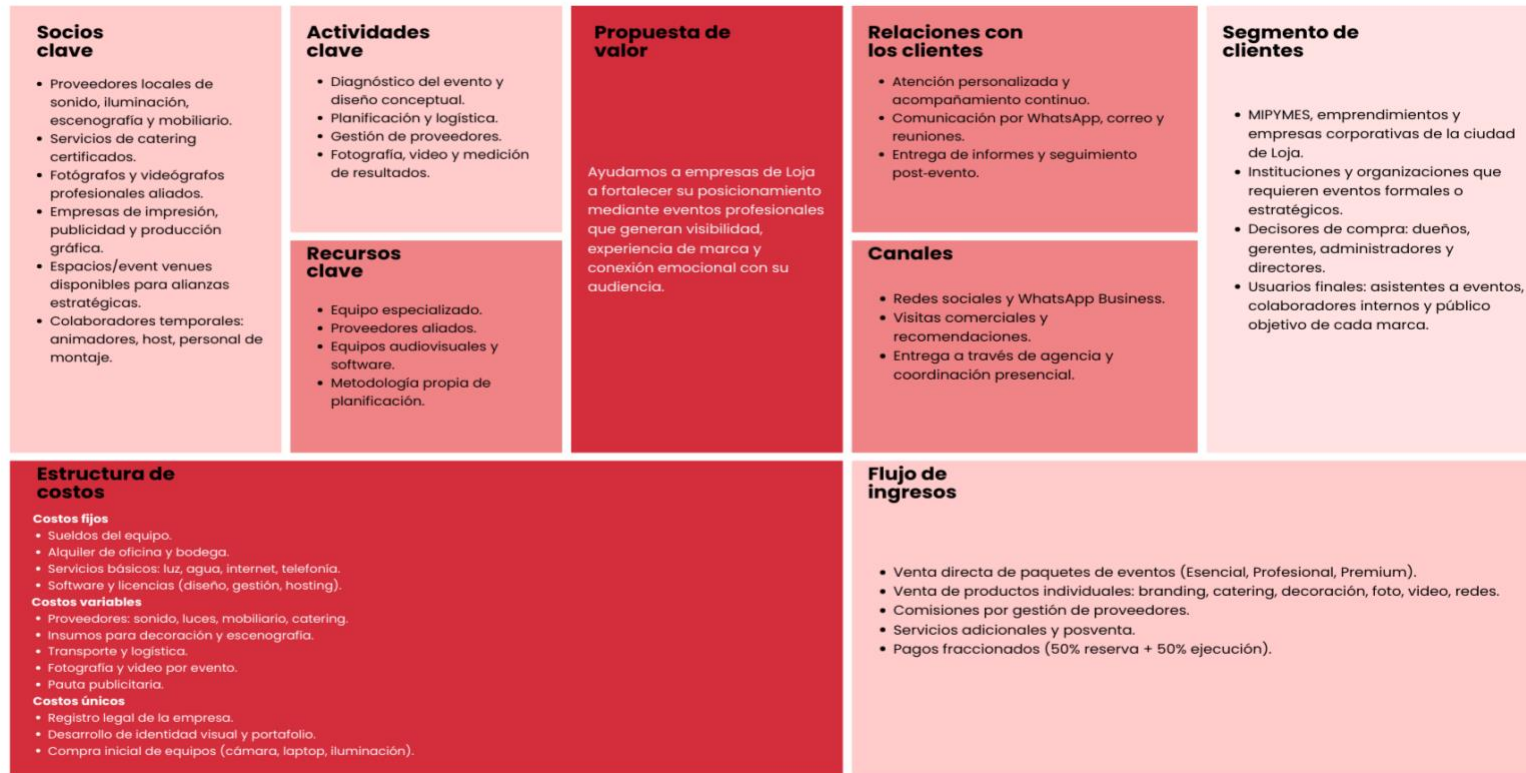 Socios
clave
• Proveedores locales de
sonido, iluminación,
escenografía y mobiliario.
• Servicios de catering
certificados.
• Fotógrafos y videógrafos
profesionales aliados.
• Empresas de impresión,
publicidad y producción
gráfica.
• Espacios/event venues
disponibles para alianzas
estratégicas.
• Colaboradores temporales:
animadores, host, personal de
montaje.
Actividades
clave
• Diagnóstico del evento y
diseño conceptual.
• Planificación y logística.
• Gestión de proveedores.
• Fotografía, video y medición
de resultados.
Recursos
clave
• Equipo especializado.
• Proveedores aliados.
• Equipos audiovisuales y
software.
• Metodología propia de
planificación.
Propuesta de
valor
Ayudamos a empresas de Loja
a fortalecer su posicionamiento
mediante eventos profesionales
que generan visibilidad,
experiencia de marca y
conexión emocional con su
audiencia.
Relaciones con
los clientes
• Atención personalizada y
acompañamiento continuo.
• Comunicación por WhatsApp, correo y
reuniones.
• Entrega de informes y seguimiento
post-evento.
Canales
• Redes sociales y WhatsApp Business.
• Visitas comerciales y
recomendaciones.
• Entrega a través de agencia y
coordinación presencial.
Segmento de
clientes
• MIPYMES, emprendimientos y
empresas corporativas de la ciudad
de Loja.
• Instituciones y organizaciones que
requieren eventos formales o
estratégicos.
• Decisores de compra: dueños,
gerentes, administradores y
directores.
• Usuarios finales: asistentes a eventos,
colaboradores internos y público
objetivo de cada marca.
Estructura de
costos
Costos fijos
• Sueldos del equipo.
• Alquiler de oficina y bodega.
• Servicios básicos: luz, agua, internet, telefonía.
• Software y licencias (diseño, gestión, hosting).
Costos variables
• Proveedores: sonido, luces, mobiliario, catering.
• Insumos para decoración y escenografía.
• Transporte y logística.
• Fotografía y video por evento.
• Pauta publicitaria.
Costos únicos
• Registro legal de la empresa.
• Desarrollo de identidad visual y portafolio.
• Compra inicial de equipos (cámara, laptop, iluminación).
Flujo de
ingresos
• Venta directa de paquetes de eventos (Esencial, Profesional, Premium).
• Venta de productos individuales: branding, catering, decoración, foto, video, redes.
• Comisiones por gestión de proveedores.
• Servicios adicionales y posventa.
• Pagos fraccionados (50% reserva + 50% ejecución).